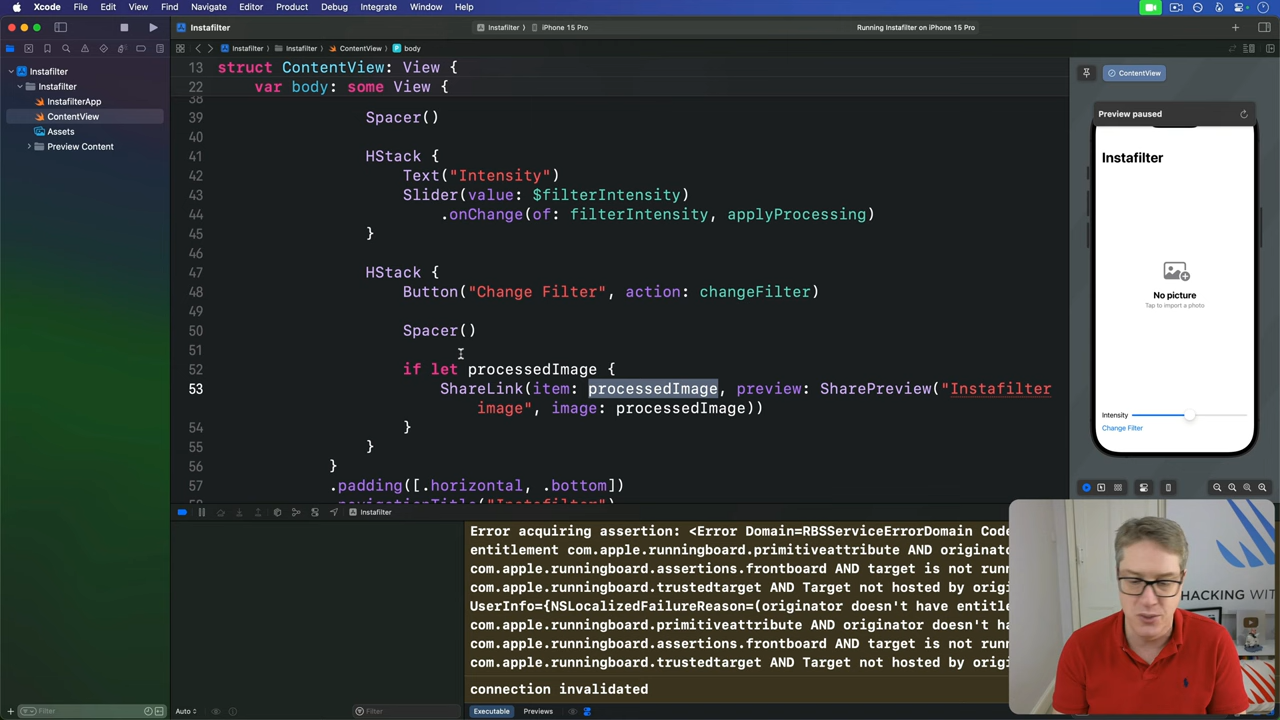 Xcode File Edit View Find Navigate Editor Product Debug Integrate Window Help
Instafilter
Instafilter
iPhone 15 Pro
Running Instafilter on iPhone 15 Pro
Instafilter
Instafilter
InstafilterApp
ContentView
Assets
Preview Content
Instafilter Instafilter ContentView body
13 struct ContentView: View {
22 var body: some View {
38
39 Spacer()
40
41 HStack {
42 Text("Intensity")
43 Slider(value: $filterIntensity)
44 .onChange(of: filterIntensity, applyProcessing)
45 }
46
47 HStack {
48 Button("Change Filter", action: changeFilter)
49
50 Spacer()
51
52 if let processedImage {
53 ShareLink(item: processedImage, preview: SharePreview("Instafilter
image", image: processedImage))
54 }
55 }
56 }
57 .padding([.horizontal, .bottom])
.navigationTitle("Instafilter")
ContentView
Preview paused
Instafilter
No picture
Tap to import a photo
Intensity
Change Filter
Instafilter
Error acquiring assertion: <Error Domain=RBSServiceErrorDomain Cod
entitlement com.apple.runningboard.primitiveattribute AND originato
com.apple.runningboard.assertions.frontboard AND target is not runn
com.apple.runningboard.trustedtarget AND Target not hosted by origi
UserInfo={NSLocalizedFailureReason=(originator doesn't have entitle
com.apple.runningboard.primitiveattribute AND originator doesn't ha
com.apple.runningboard.assertions.frontboard AND target is not runn
com.apple.runningboard.trustedtarget AND Target not hosted by origi
connection invalidated
HACKING WIT
Filter
Auto
Filter
Executable
Previews